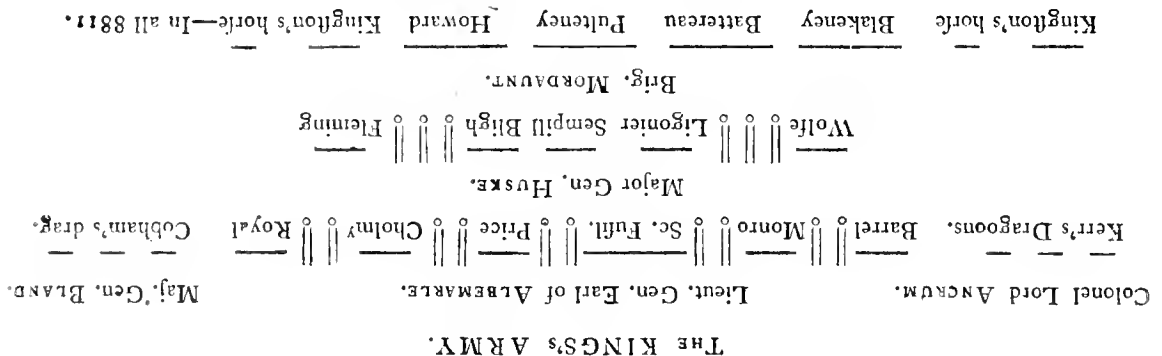 THE KINGS's ARMY.
Colonel Lord ANCRUM. Lieut. Gen. Earl of ALBEMARLE. Maj. Gen. BLAND.
Kerr's Dragoons. Barrel Monro Sc. Fuſil. Price Cholmy Royal Cobham's drag.
Major Gen. HUSKE.
Wolfe Ligonier Sempill Bligh Fleming
Brig. MORDAUNT.
Kingſton's horſe Blakeney Battereau Pulteney Howard Kingſton's horſe—In all 8811.